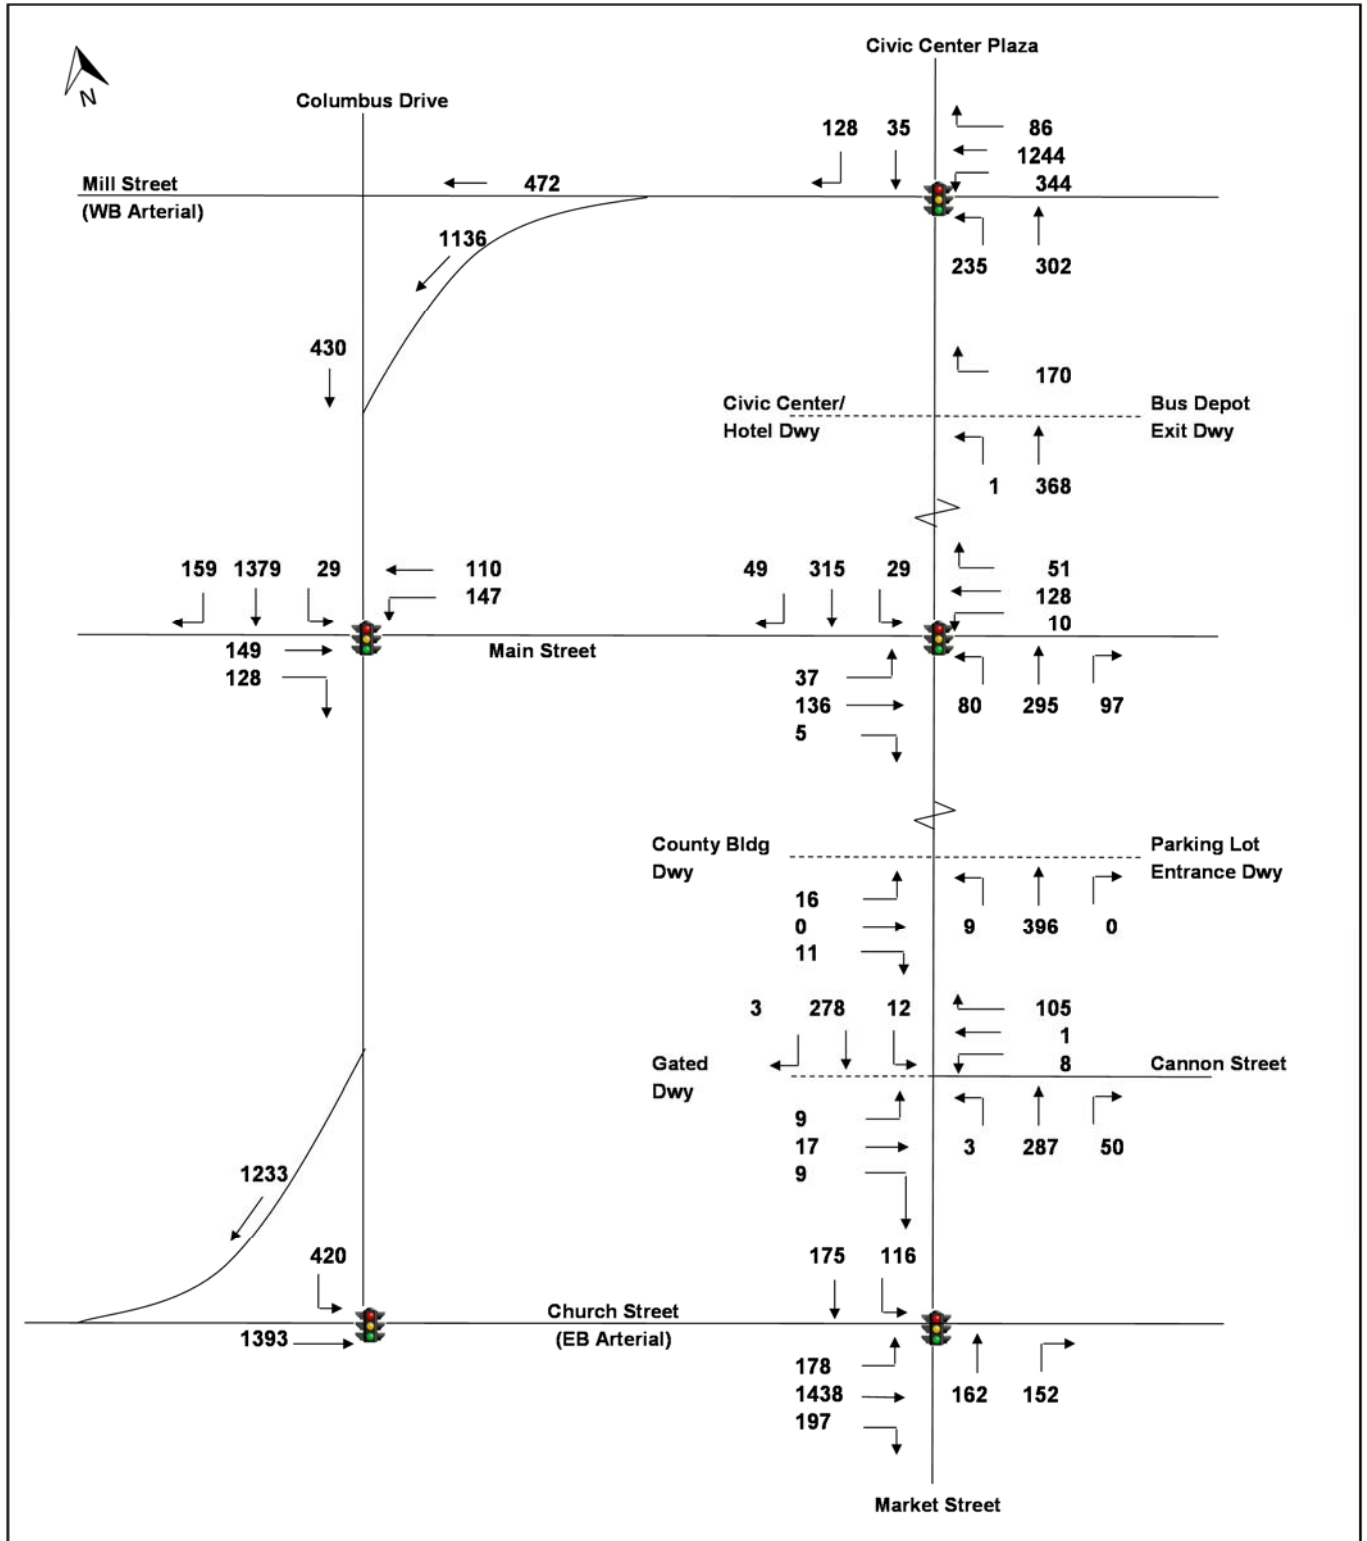 Civic Center Plaza
N
Columbus Drive
128 35 86
1244
Mill Street 472 344
(WB Arterial)
1136 235 302
430
170
Civic Center/ Bus Depot
Hotel Dwy Exit Dwy
1 368
159 1379 29 110 49 315 29 51
147 128
10
149 Main Street
128 37
136 80 295 97
5
County Bldg Parking Lot
Dwy Entrance Dwy
16
0 9 396 0
11
3 278 12 105
1
Gated 8 Cannon Street
Dwy
9
17 3 287 50
9
1233
420 175 116
Church Street
1393 (EB Arterial)
178
1438 162 152
197
Market Street